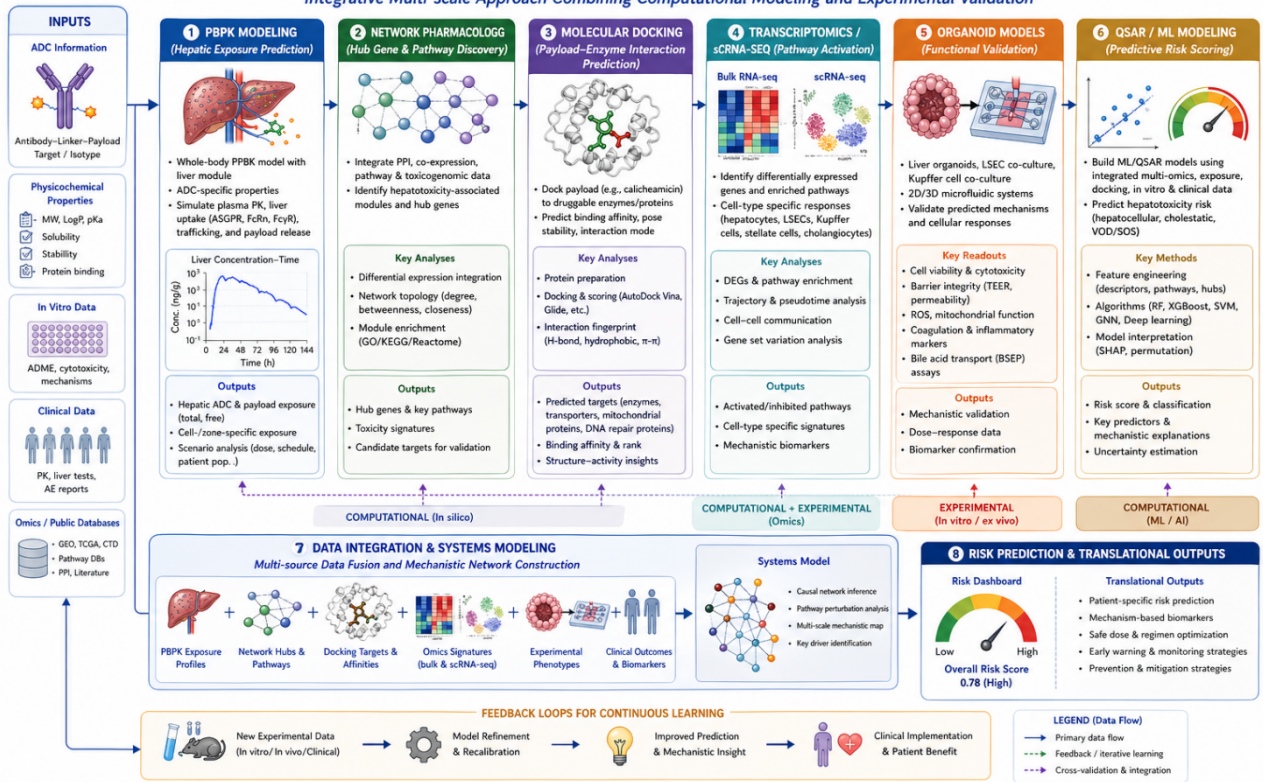 Integrative Multi-scale Approach Combining Computational Modeling and Experimental Validation
INPUTS
ADC Information
Antibody–Linker–Payload
Target / Isotype
Physicochemical
Properties
MW, LogP, pKa
Solubility
Stabillity
Protein binding
In Vitro Data
ADME, cytotoxicity,
mechanisms
Clinical Data
PK, liver tests,
AE reports
Omics / Public Databases
• GEO, TCGA, CTD
• Pathway DBs
• PPI, Literature
1 PBPK MODELING
(Hepatic Exposure Prediction)
• Whole-body PPBK model with
liver module
• ADC-specific properties
• Simulate plasma PK, liver
uptake (ASGPR, FcRn, FcγR),
trafficking, and payload release
Liver Concentration–Time
Conc. (ng/g)
10³
10²
10¹
10⁻¹
0 24 48 72 96 120 144
Time (h)
Outputs
• Hepatic ADC & payload exposure
(total, free)
• Cell-/zone-specific exposure
• Scenario analysis (dose, schedule,
patient pop. .)
2 NETWORK PHARMACOLOGG
(Hub Gene & Pathway Discovery)
• Integrate PPI, co-expression,
pathway & toxicogenomic data
• Identify hepatotoxicity-associated
modules and hub genes
Key Analyses
• Differential expression integration
• Network topology (degree,
betweenness, closeness)
• Module enrichment
(GO/KEGG/Reactome)
Outputs
• Hub genes & key pathways
• Toxicity signatures
• Candidate targets for validation
3 MOLECULAR DOCKING
(Payload–Enzyme Interaction
Prediction)
• Dock payload (e.g., calicheamicin)
to druggable enzymes/proteins
• Predict binding affinity, pose
stability, interaction mode
Key Analyses
• Protein preparation
• Docking & scoring (AutoDock Vina,
Glide, etc.)
• Interaction fingerprint
(H-bond, hydrophobic, π-π)
Outputs
• Predicted targets (enzymes,
transporters, mitochondrial
proteins, DNA repair proteins)
• Binding affinity & rank
• Structure–activity insights
4 TRANSCRIPTOMICS /
sCRNA-SEQ (Pathway Activation)
Bulk RNA-seq
scRNA-seq
• Identify differentially expressed
genes and enriched pathways
• Cell-type specific responses
(hepatocytes, LSECs, Kupffer
cells, stellate cells, cholangiocytes)
Key Analyses
• DEGs & pathway enrichment
• Trajectory & pseudotime analysis
• Cell–cell communication
• Gene set variation analysis
Outputs
• Activated/inhibited pathways
• Cell-type specific signatures
• Mechanistic biomarkers
5 ORGANOID MODELS
(Functional Validation)
• Liver organoids, LSEC co-culture,
Kupffer cell co-culture
• 2D/3D microfluidic systems
• Validate predicted mechanisms
and cellular responses
Key Readouts
• Cell viability & cytotoxicity
• Barrier integrity (TEER,
permeability)
• ROS, mitochondrial function
• Coagulation & inflammatory
markers
• Bile acid transport (BSEP)
assays
Outputs
• Mechanistic validation
• Dose–response data
• Biomarker confirmation
6 QSAR / ML MODELING
(Predictive Risk Scoring)
• Build ML/QSAR models using
integrated multi-omics, exposure,
docking, in vitro & clinical data
• Predict hepatotoxicity risk
(hepatocellular, cholestatic,
VOD/SOS)
Key Methods
• Feature engineering
(descriptors, pathways, hubs)
• Algorithms (RF, XGBoost, SVM,
GNN, Deep learning)
• Model interpretation
(SHAP, permutation)
Outputs
• Risk score & classification
• Key predictors &
mechanistic explanations
• Uncertainty estimation
COMPUTATIONAL (In silico)
COMPUTATIONAL + EXPERIMENTAL
(Omics)
EXPERIMENTAL
(In vitro / ex vivo)
COMPUTATIONAL
(ML / AI)
7 DATA INTEGRATION & SYSTEMS MODELING
Multi-source Data Fusion and Mechanistic Network Construction
PBPK Exposure
Profiles
Network Hubs &
Pathways
Docking Targets &
Affinities
Omics Signatures
(bulk & scRNA-seq)
Experimental
Phenotypes
Clinical Outcomes
& Biomarkers
Systems Model
• Causal network inference
• Pathway perturbation analysis
• Multi-scale mechanistic map
• Key driver identification
8 RISK PREDICTION & TRANSLATIONAL OUTPUTS
Risk Dashboard
Low
High
Overall Risk Score
0.78 (High)
Translational Outputs
• Patient-specific risk prediction
• Mechanism-based biomarkers
• Safe dose & regimen optimization
• Early warning & monitoring strategies
• Prevention & mitigation strategies
FEEDBACK LOOPS FOR CONTINUOUS LEARNING
New Experimental Data
(In vitro/ In vivo/Clinical)
Model Refinement
& Recalibration
Improved Prediction
& Mechanistic Insight
Clinical Implementation
& Patient Benefit
LEGEND (Data Flow)
Primary data flow
Feedback / iterative learning
Cross-validation & integration